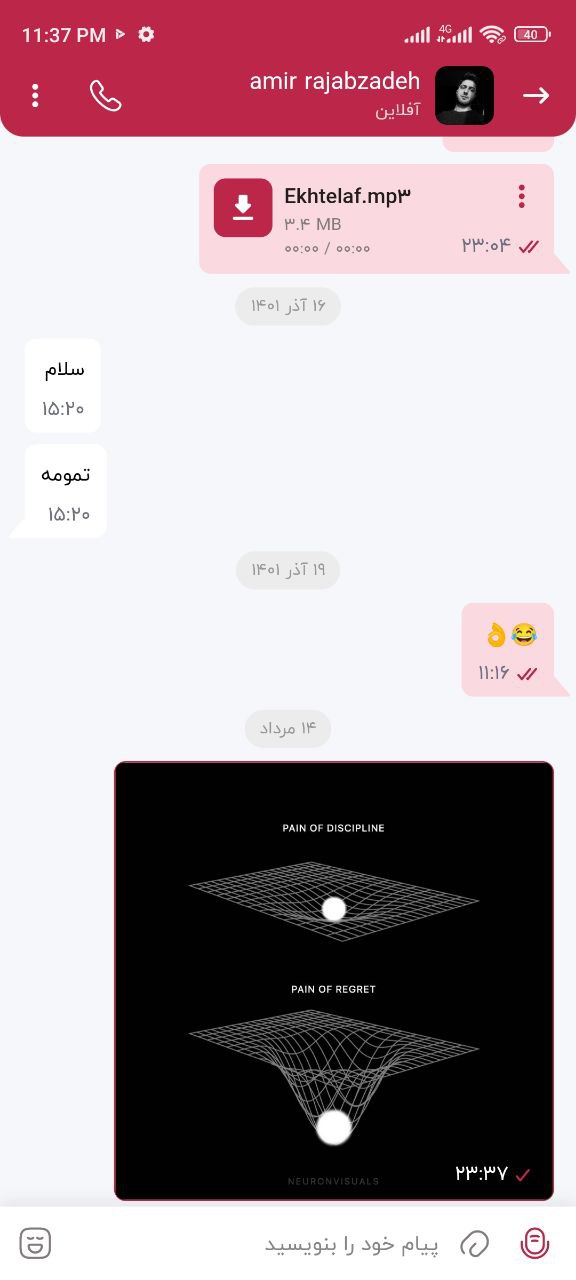 11:37 PM
4G
40
amir rajabzadeh
آفلاین
Ekhtelaf.mp۳
۳.۴ MB
۰۰:۰۰ / ۰۰:۰۰
۲۳:۰۴
۱۶ آذر ۱۴۰۱
سلام
۱۵:۲۰
تمومه
۱۵:۲۰
۱۹ آذر ۱۴۰۱
😂👌
۱۱:۱۶
۱۴ مرداد
PAIN OF DISCIPLINE
PAIN OF REGRET
NEURONVISUALS
۲۳:۳۷
پیام خود را بنویسید